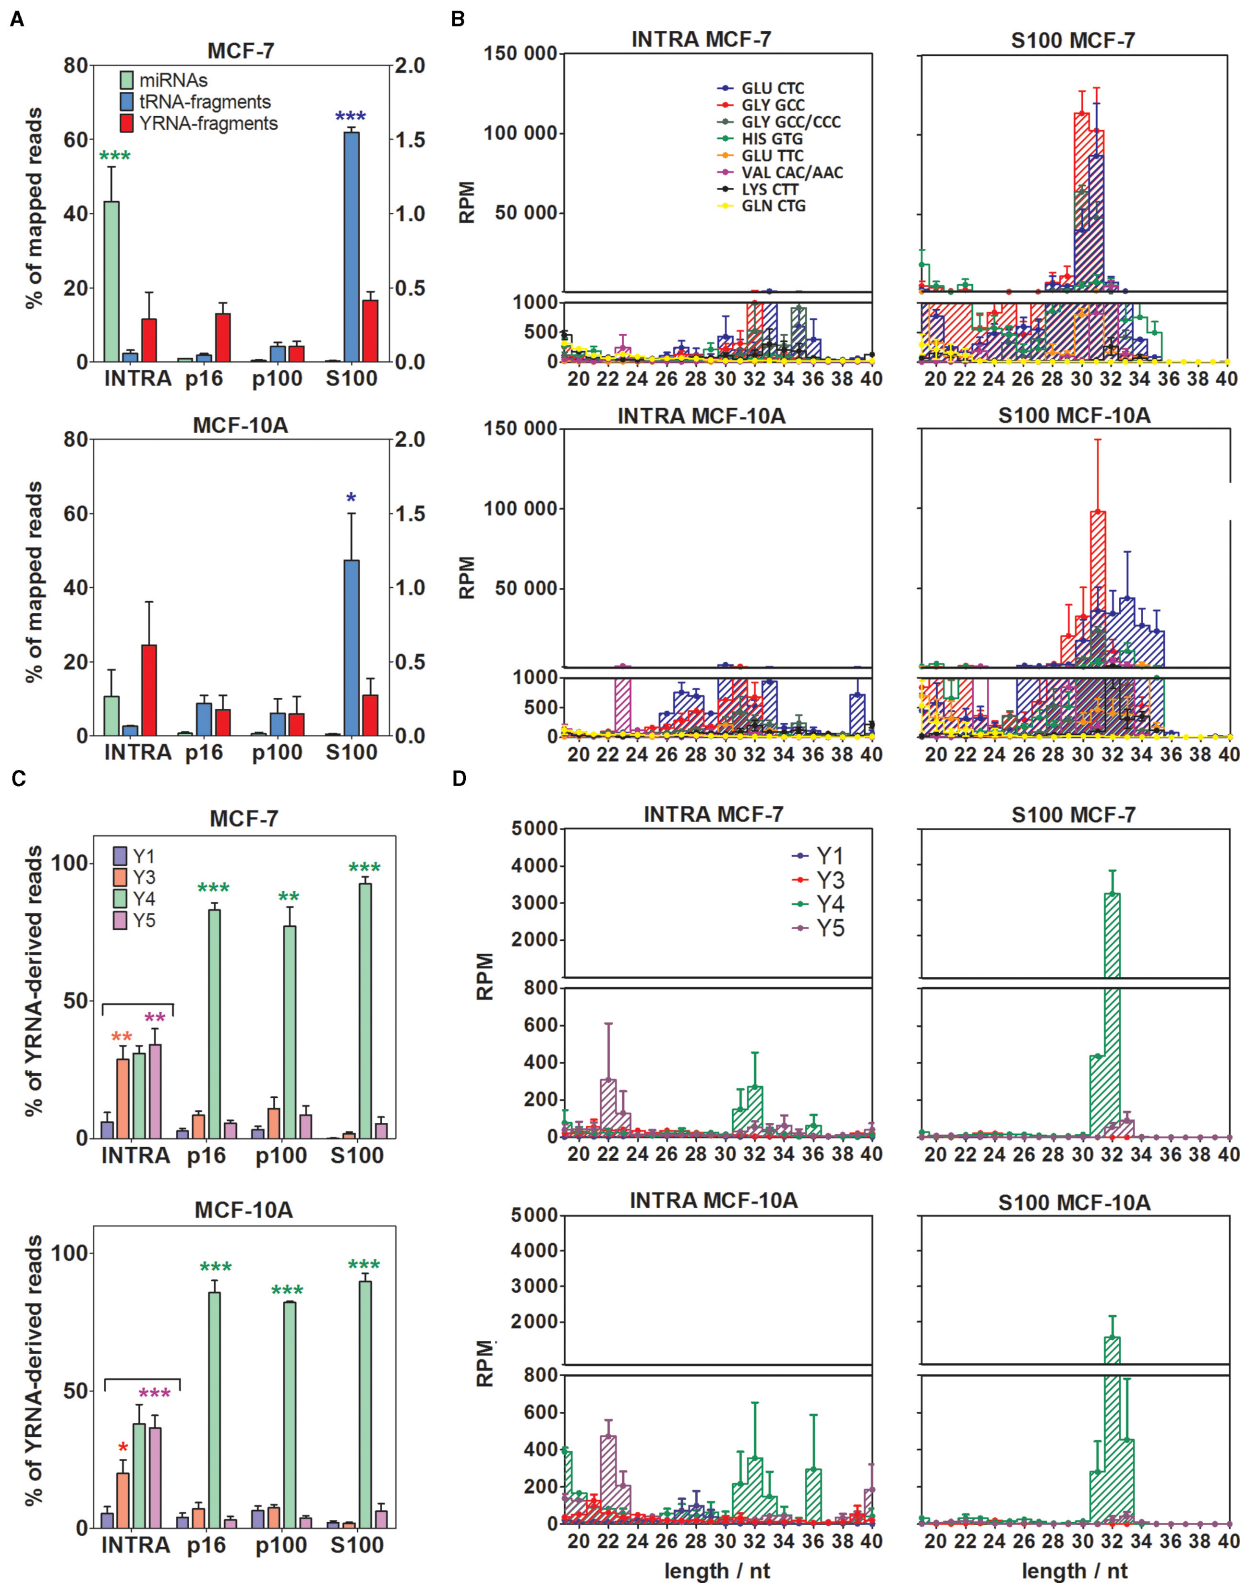 A
MCF-7
% of mapped reads
80
60
40
20
0
2.0
1.5
1.0
0.5
0.0
miRNAs
tRNA-fragments
YRNA-fragments
***
***
INTRA p16 p100 S100
MCF-10A
% of mapped reads
80
60
40
20
0
2.0
1.5
1.0
0.5
0.0
*
INTRA p16 p100 S100
B
INTRA MCF-7
RPM
150 000
100 000
50 000
1000
500
0
GLU CTC
GLY GCC
GLY GCC/CCC
HIS GTG
GLU TTC
VAL CAC/AAC
LYS CTT
GLN CTG
20 22 24 26 28 30 32 34 36 38 40
S100 MCF-7
20 22 24 26 28 30 32 34 36 38 40
INTRA MCF-10A
RPM
150 000
100 000
50 000
1000
500
0
20 22 24 26 28 30 32 34 36 38 40
S100 MCF-10A
20 22 24 26 28 30 32 34 36 38 40
C
MCF-7
% of YRNA-derived reads
100
50
0
Y1
Y3
Y4
Y5
** ** *** ** ***
INTRA p16 p100 S100
MCF-10A
% of YRNA-derived reads
100
50
0
* *** *** *** ***
INTRA p16 p100 S100
D
INTRA MCF-7
RPM
5000
4000
3000
2000
800
600
400
200
0
Y1
Y3
Y4
Y5
20 22 24 26 28 30 32 34 36 38 40
S100 MCF-7
20 22 24 26 28 30 32 34 36 38 40
INTRA MCF-10A
RPM
5000
4000
3000
2000
800
600
400
200
0
20 22 24 26 28 30 32 34 36 38 40
length / nt
S100 MCF-10A
20 22 24 26 28 30 32 34 36 38 40
length / nt